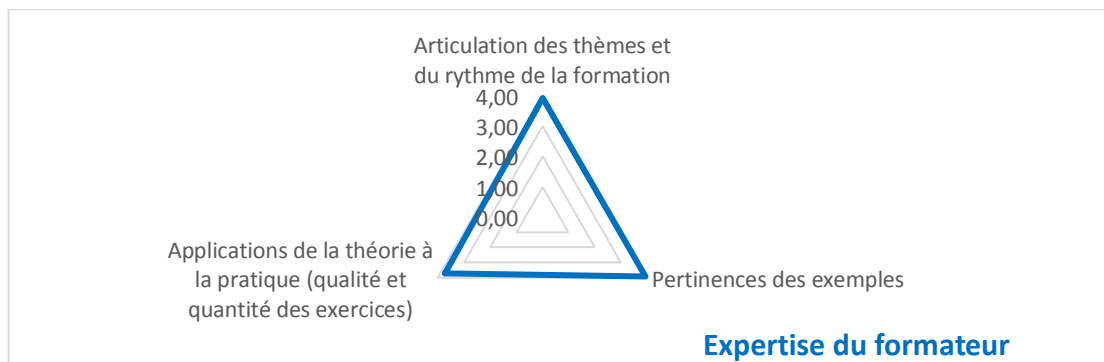 Articulation des thèmes et
du rythme de la formation
4,00
3,00
2,00
1,00
0,00
Applications de la théorie à
la pratique (qualité et
quantité des exercices)
Pertinences des exemples
Expertise du formateur